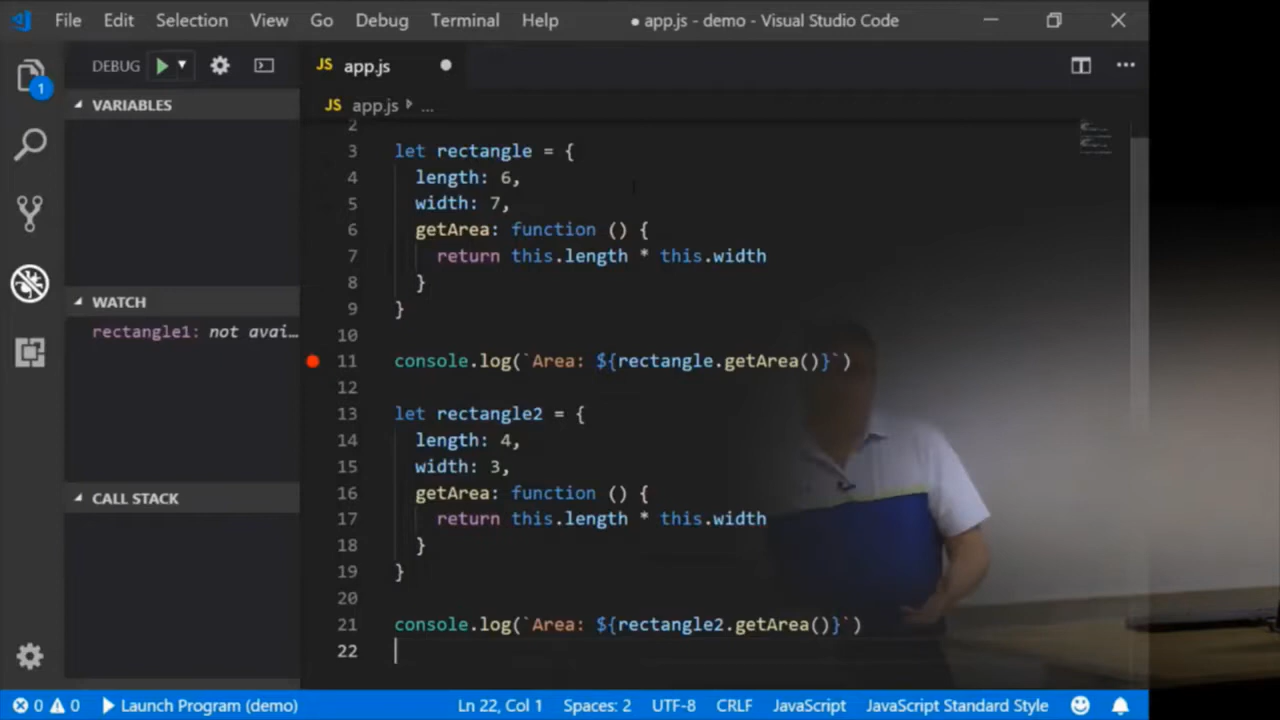 File Edit Selection View Go Debug Terminal Help ● app.js - demo - Visual Studio Code
DEBUG
JS app.js
1
VARIABLES
JS app.js ...
2
3 let rectangle = {
4 length: 6,
5 width: 7,
6 getArea: function () {
7 return this.length * this.width
8 }
9 }
10
11 console.log(`Area: ${rectangle.getArea()}`)
12
13 let rectangle2 = {
14 length: 4,
15 width: 3,
16 getArea: function () {
17 return this.length * this.width
18 }
19 }
20
21 console.log(`Area: ${rectangle2.getArea()}`)
22
WATCH
rectangle1: not avai…
CALL STACK
0 0 Launch Program (demo) Ln 22, Col 1 Spaces: 2 UTF-8 CRLF JavaScript JavaScript Standard Style